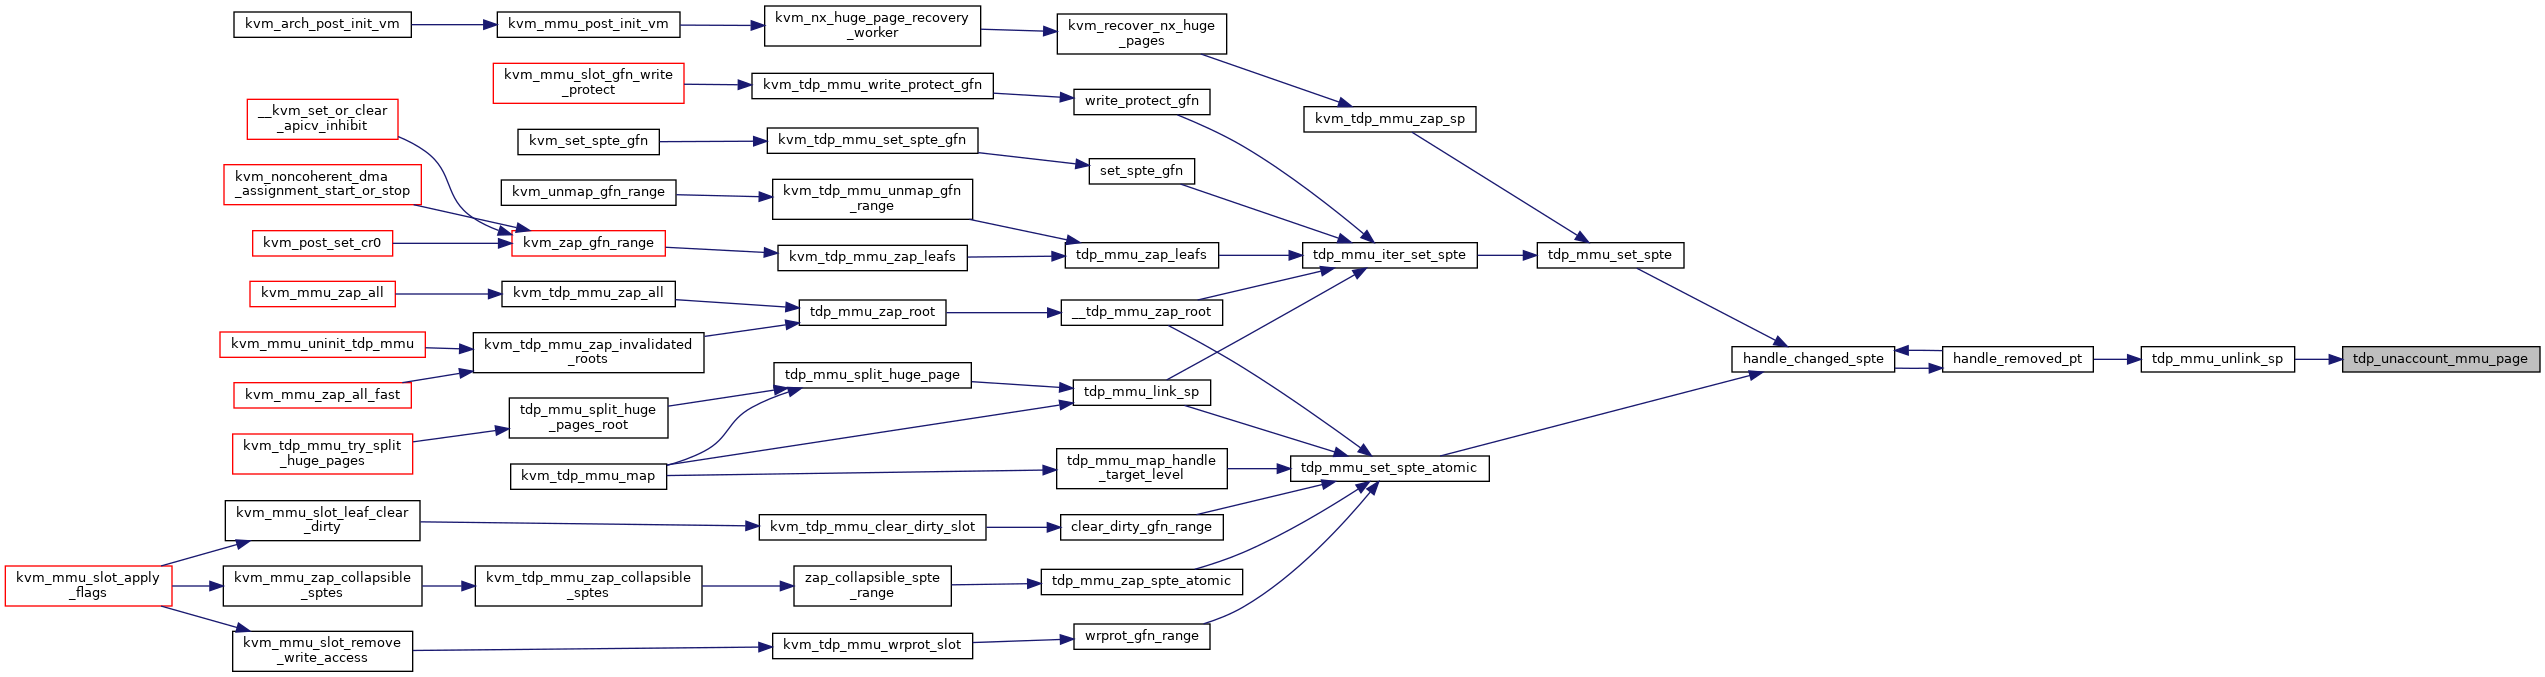 kvm_arch_post_init_vm
kvm_mmu_post_init_vm
kvm_nx_huge_page_recovery
_worker
kvm_recover_nx_huge
_pages
kvm_mmu_slot_gfn_write
_protect
kvm_tdp_mmu_write_protect_gfn
write_protect_gfn
kvm_tdp_mmu_zap_sp
__kvm_set_or_clear
_apicv_inhibit
kvm_set_spte_gfn
kvm_tdp_mmu_set_spte_gfn
set_spte_gfn
kvm_noncoherent_dma
_assignment_start_or_stop
kvm_unmap_gfn_range
kvm_tdp_mmu_unmap_gfn
_range
kvm_post_set_cr0
kvm_zap_gfn_range
kvm_tdp_mmu_zap_leafs
tdp_mmu_zap_leafs
tdp_mmu_iter_set_spte
tdp_mmu_set_spte
kvm_mmu_zap_all
kvm_tdp_mmu_zap_all
tdp_mmu_zap_root
__tdp_mmu_zap_root
kvm_mmu_uninit_tdp_mmu
kvm_tdp_mmu_zap_invalidated
_roots
handle_changed_spte
handle_removed_pt
tdp_mmu_unlink_sp
tdp_unaccount_mmu_page
kvm_mmu_zap_all_fast
tdp_mmu_split_huge_page
tdp_mmu_link_sp
tdp_mmu_split_huge
_pages_root
kvm_tdp_mmu_try_split
_huge_pages
kvm_tdp_mmu_map
tdp_mmu_map_handle
_target_level
tdp_mmu_set_spte_atomic
kvm_mmu_slot_leaf_clear
_dirty
kvm_tdp_mmu_clear_dirty_slot
clear_dirty_gfn_range
kvm_mmu_slot_apply
_flags
kvm_mmu_zap_collapsible
_sptes
kvm_tdp_mmu_zap_collapsible
_sptes
zap_collapsible_spte
_range
tdp_mmu_zap_spte_atomic
kvm_mmu_slot_remove
_write_access
kvm_tdp_mmu_wrprot_slot
wrprot_gfn_range